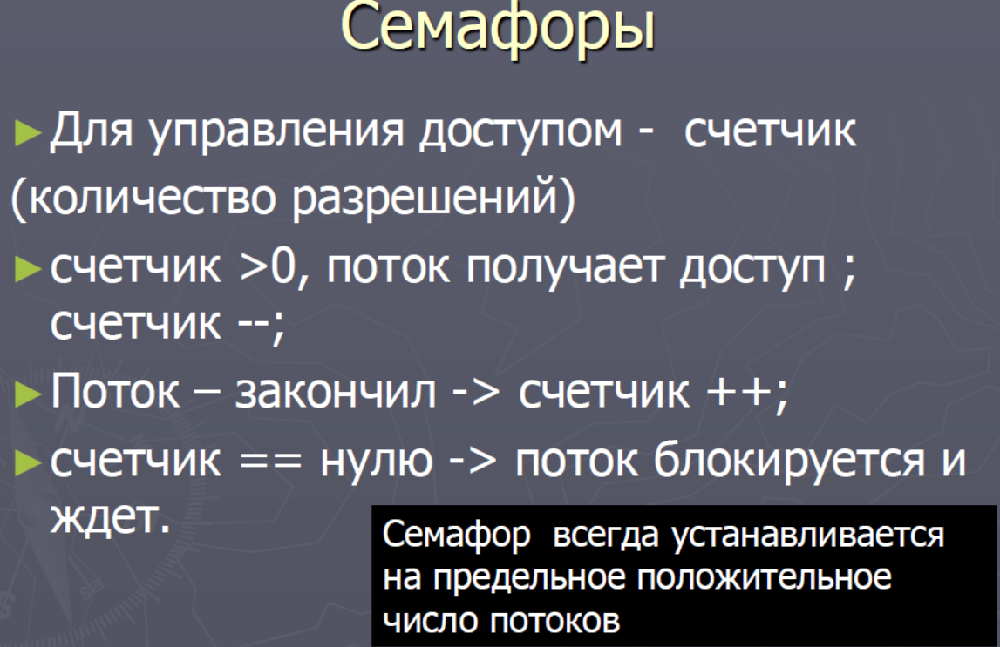 Семафоры
►Для управления доступом - счетчик
(количество разрешений)
►счетчик >0, поток получает доступ ;
счетчик --;
►Поток – закончил -> счетчик ++;
►счетчик == нулю -> поток блокируется и
ждет.
Семафор всегда устанавливается
на предельное положительное
число потоков